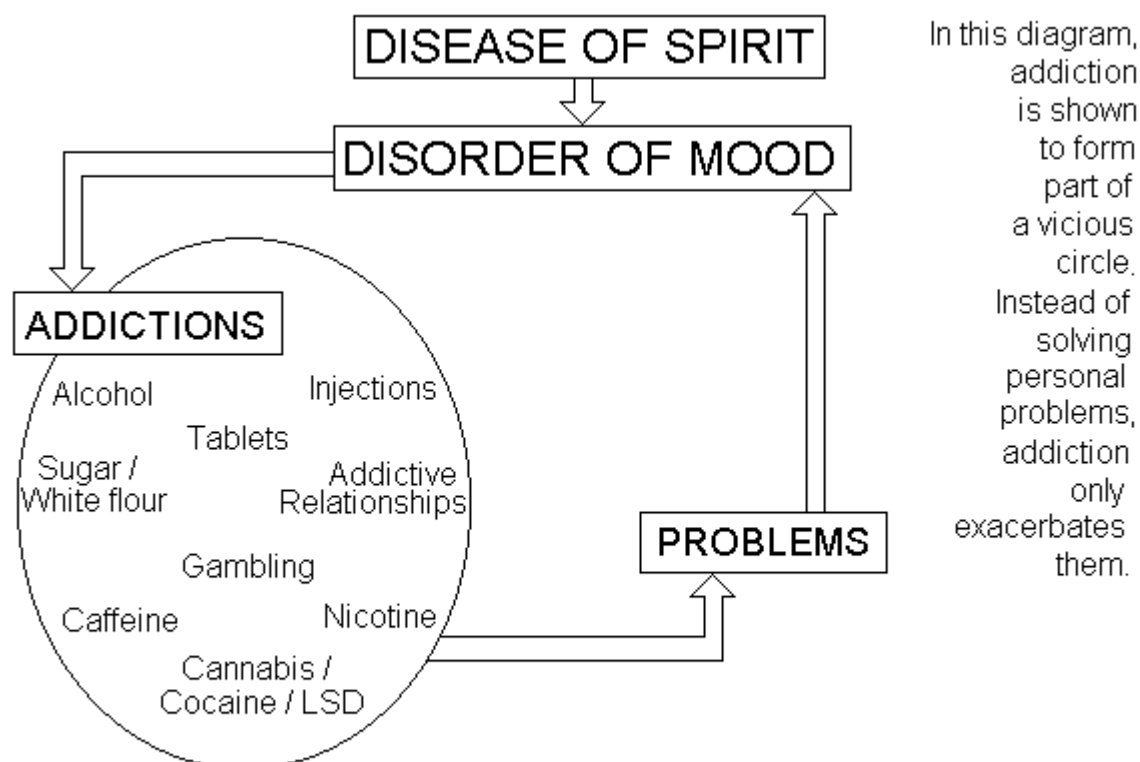 DISEASE OF SPIRIT
DISORDER OF MOOD
ADDICTIONS
Alcohol
Injections
Tablets
Sugar /
White flour
Addictive
Relationships
Gambling
Caffeine
Nicotine
Cannabis /
Cocaine / LSD
PROBLEMS
In this diagram,
addiction
is shown
to form
part of
a vicious
circle.
Instead of
solving
personal
problems,
addiction
only
exacerbates
them.